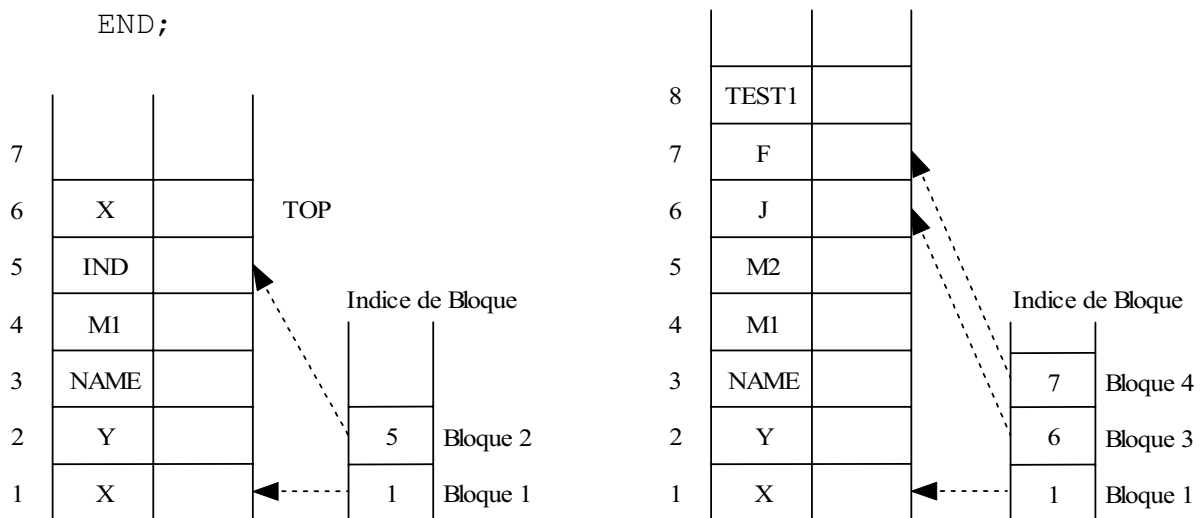 END;
7
6 X TOP
5 IND
Indice de Bloque
4 M1
3 NAME
2 Y 5 Bloque 2
1 X 1 Bloque 1
8 TEST1
7 F
6 J
5 M2
Indice de Bloque
4 M1
3 NAME 7 Bloque 4
2 Y 6 Bloque 3
1 X 1 Bloque 1